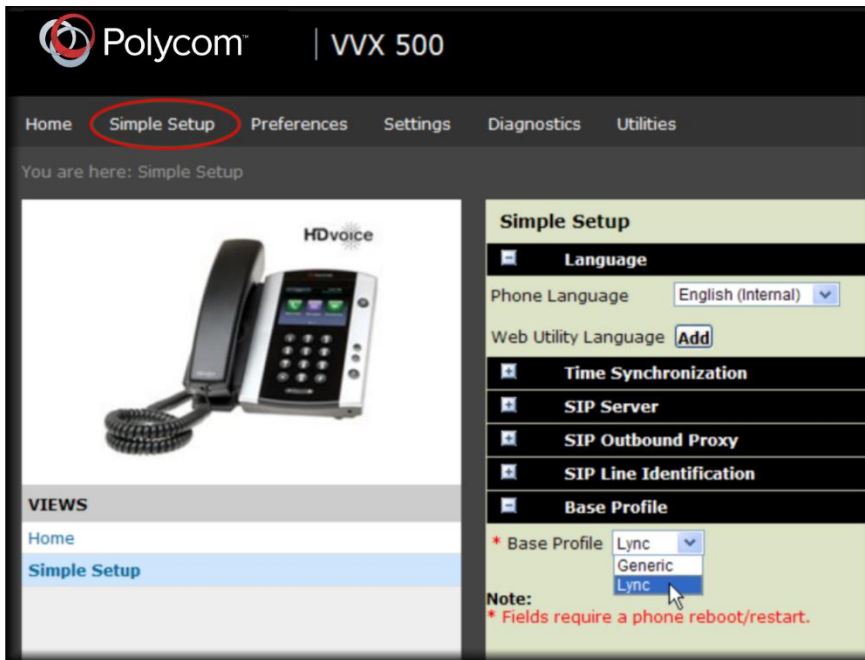 Polycom™ | VVX 500
Home Simple Setup Preferences Settings Diagnostics Utilities
You are here: Simple Setup
HDvoice
VIEWS
Home
Simple Setup
Simple Setup
Language
Phone Language English (Internal)
Web Utility Language Add
Time Synchronization
SIP Server
SIP Outbound Proxy
SIP Line Identification
Base Profile
* Base Profile Lync
Generic
Lync
Note:
* Fields require a phone reboot/restart.